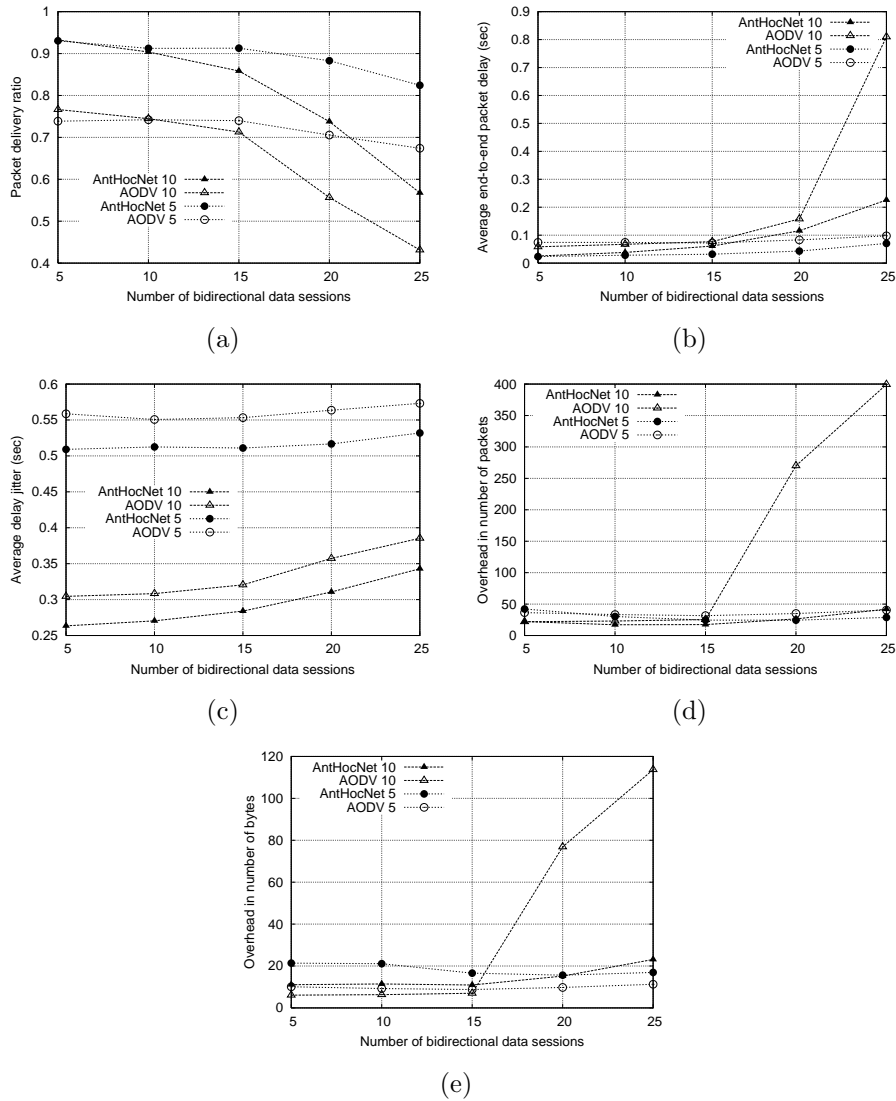 1
0.9
0.8
0.7
0.6
0.5
0.4
5
10
15
20
25
Packet delivery ratio
Number of bidirectional data sessions
AntHocNet 10
AODV 10
AntHocNet 5
AODV 5
(a)
0.9
0.8
0.7
0.6
0.5
0.4
0.3
0.2
0.1
0
5
10
15
20
25
Average end-to-end packet delay (sec)
Number of bidirectional data sessions
AntHocNet 10
AODV 10
AntHocNet 5
AODV 5
(b)
0.6
0.55
0.5
0.45
0.4
0.35
0.3
0.25
5
10
15
20
25
Average delay jitter (sec)
Number of bidirectional data sessions
AntHocNet 10
AODV 10
AntHocNet 5
AODV 5
(c)
400
350
300
250
200
150
100
50
0
5
10
15
20
25
Overhead in number of packets
Number of bidirectional data sessions
AntHocNet 10
AODV 10
AntHocNet 5
AODV 5
(d)
120
100
80
60
40
20
0
5
10
15
20
25
Overhead in number of bytes
Number of bidirectional data sessions
AntHocNet 10
AODV 10
AntHocNet 5
AODV 5
(e)